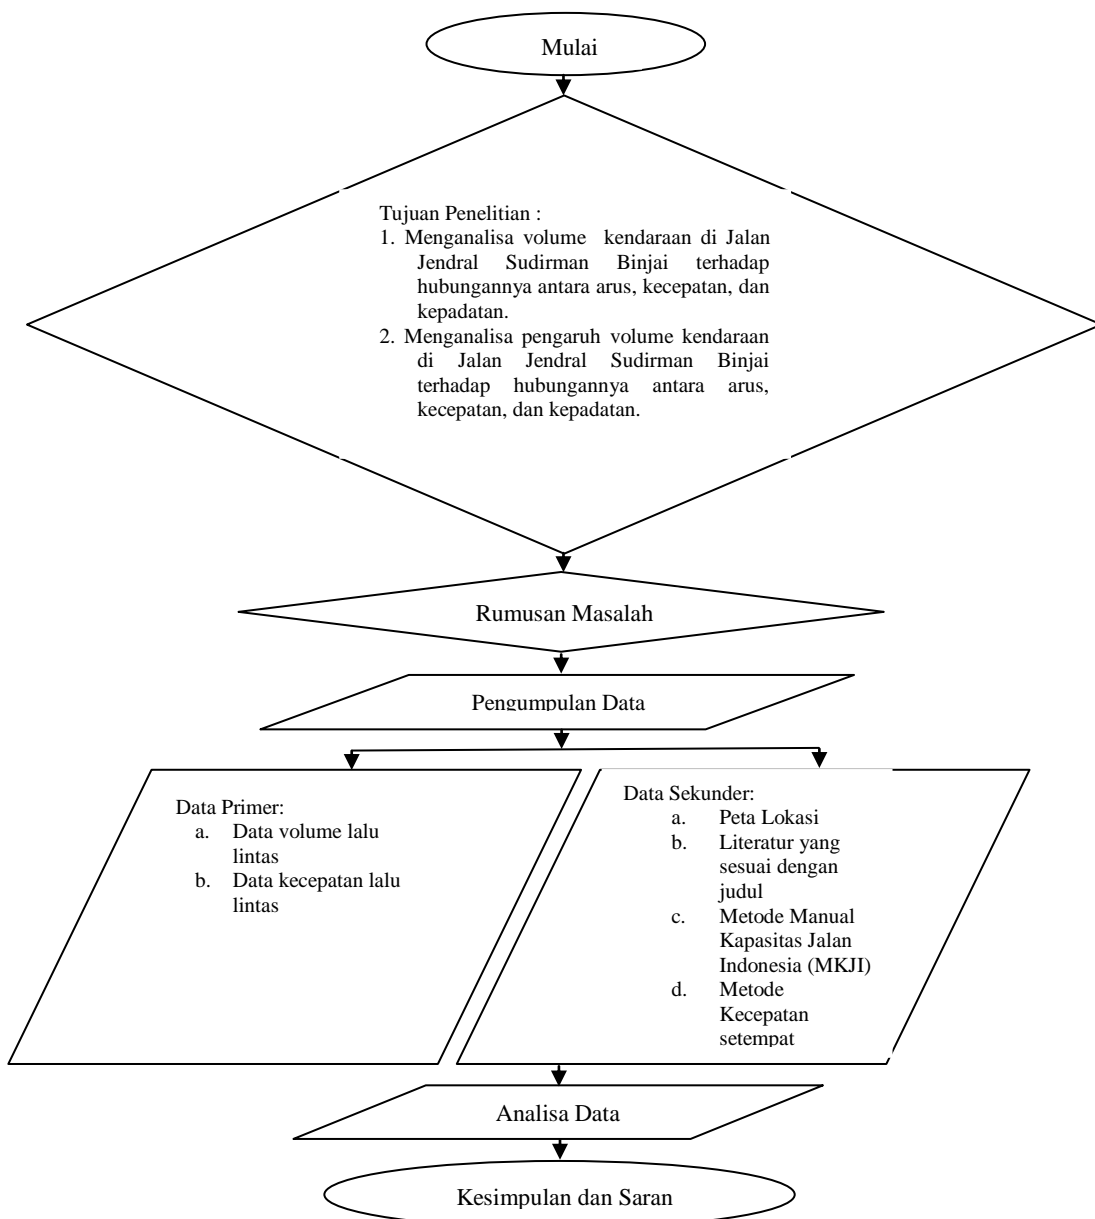 Mulai
Tujuan Penelitian :
1. Menganalisa volume kendaraan di Jalan
Jendral Sudirman Binjai terhadap
hubungannya antara arus, kecepatan, dan
kepadatan.
2. Menganalisa pengaruh volume kendaraan
di Jalan Jendral Sudirman Binjai
terhadap hubungannya antara arus,
kecepatan, dan kepadatan.
Rumusan Masalah
Pengumpulan Data
Data Primer:
a. Data volume lalu
lintas
b. Data kecepatan lalu
lintas
Data Sekunder:
a. Peta Lokasi
b. Literatur yang
sesuai dengan
judul
c. Metode Manual
Kapasitas Jalan
Indonesia (MKJI)
d. Metode
Kecepatan
setempat
Analisa Data
Kesimpulan dan Saran